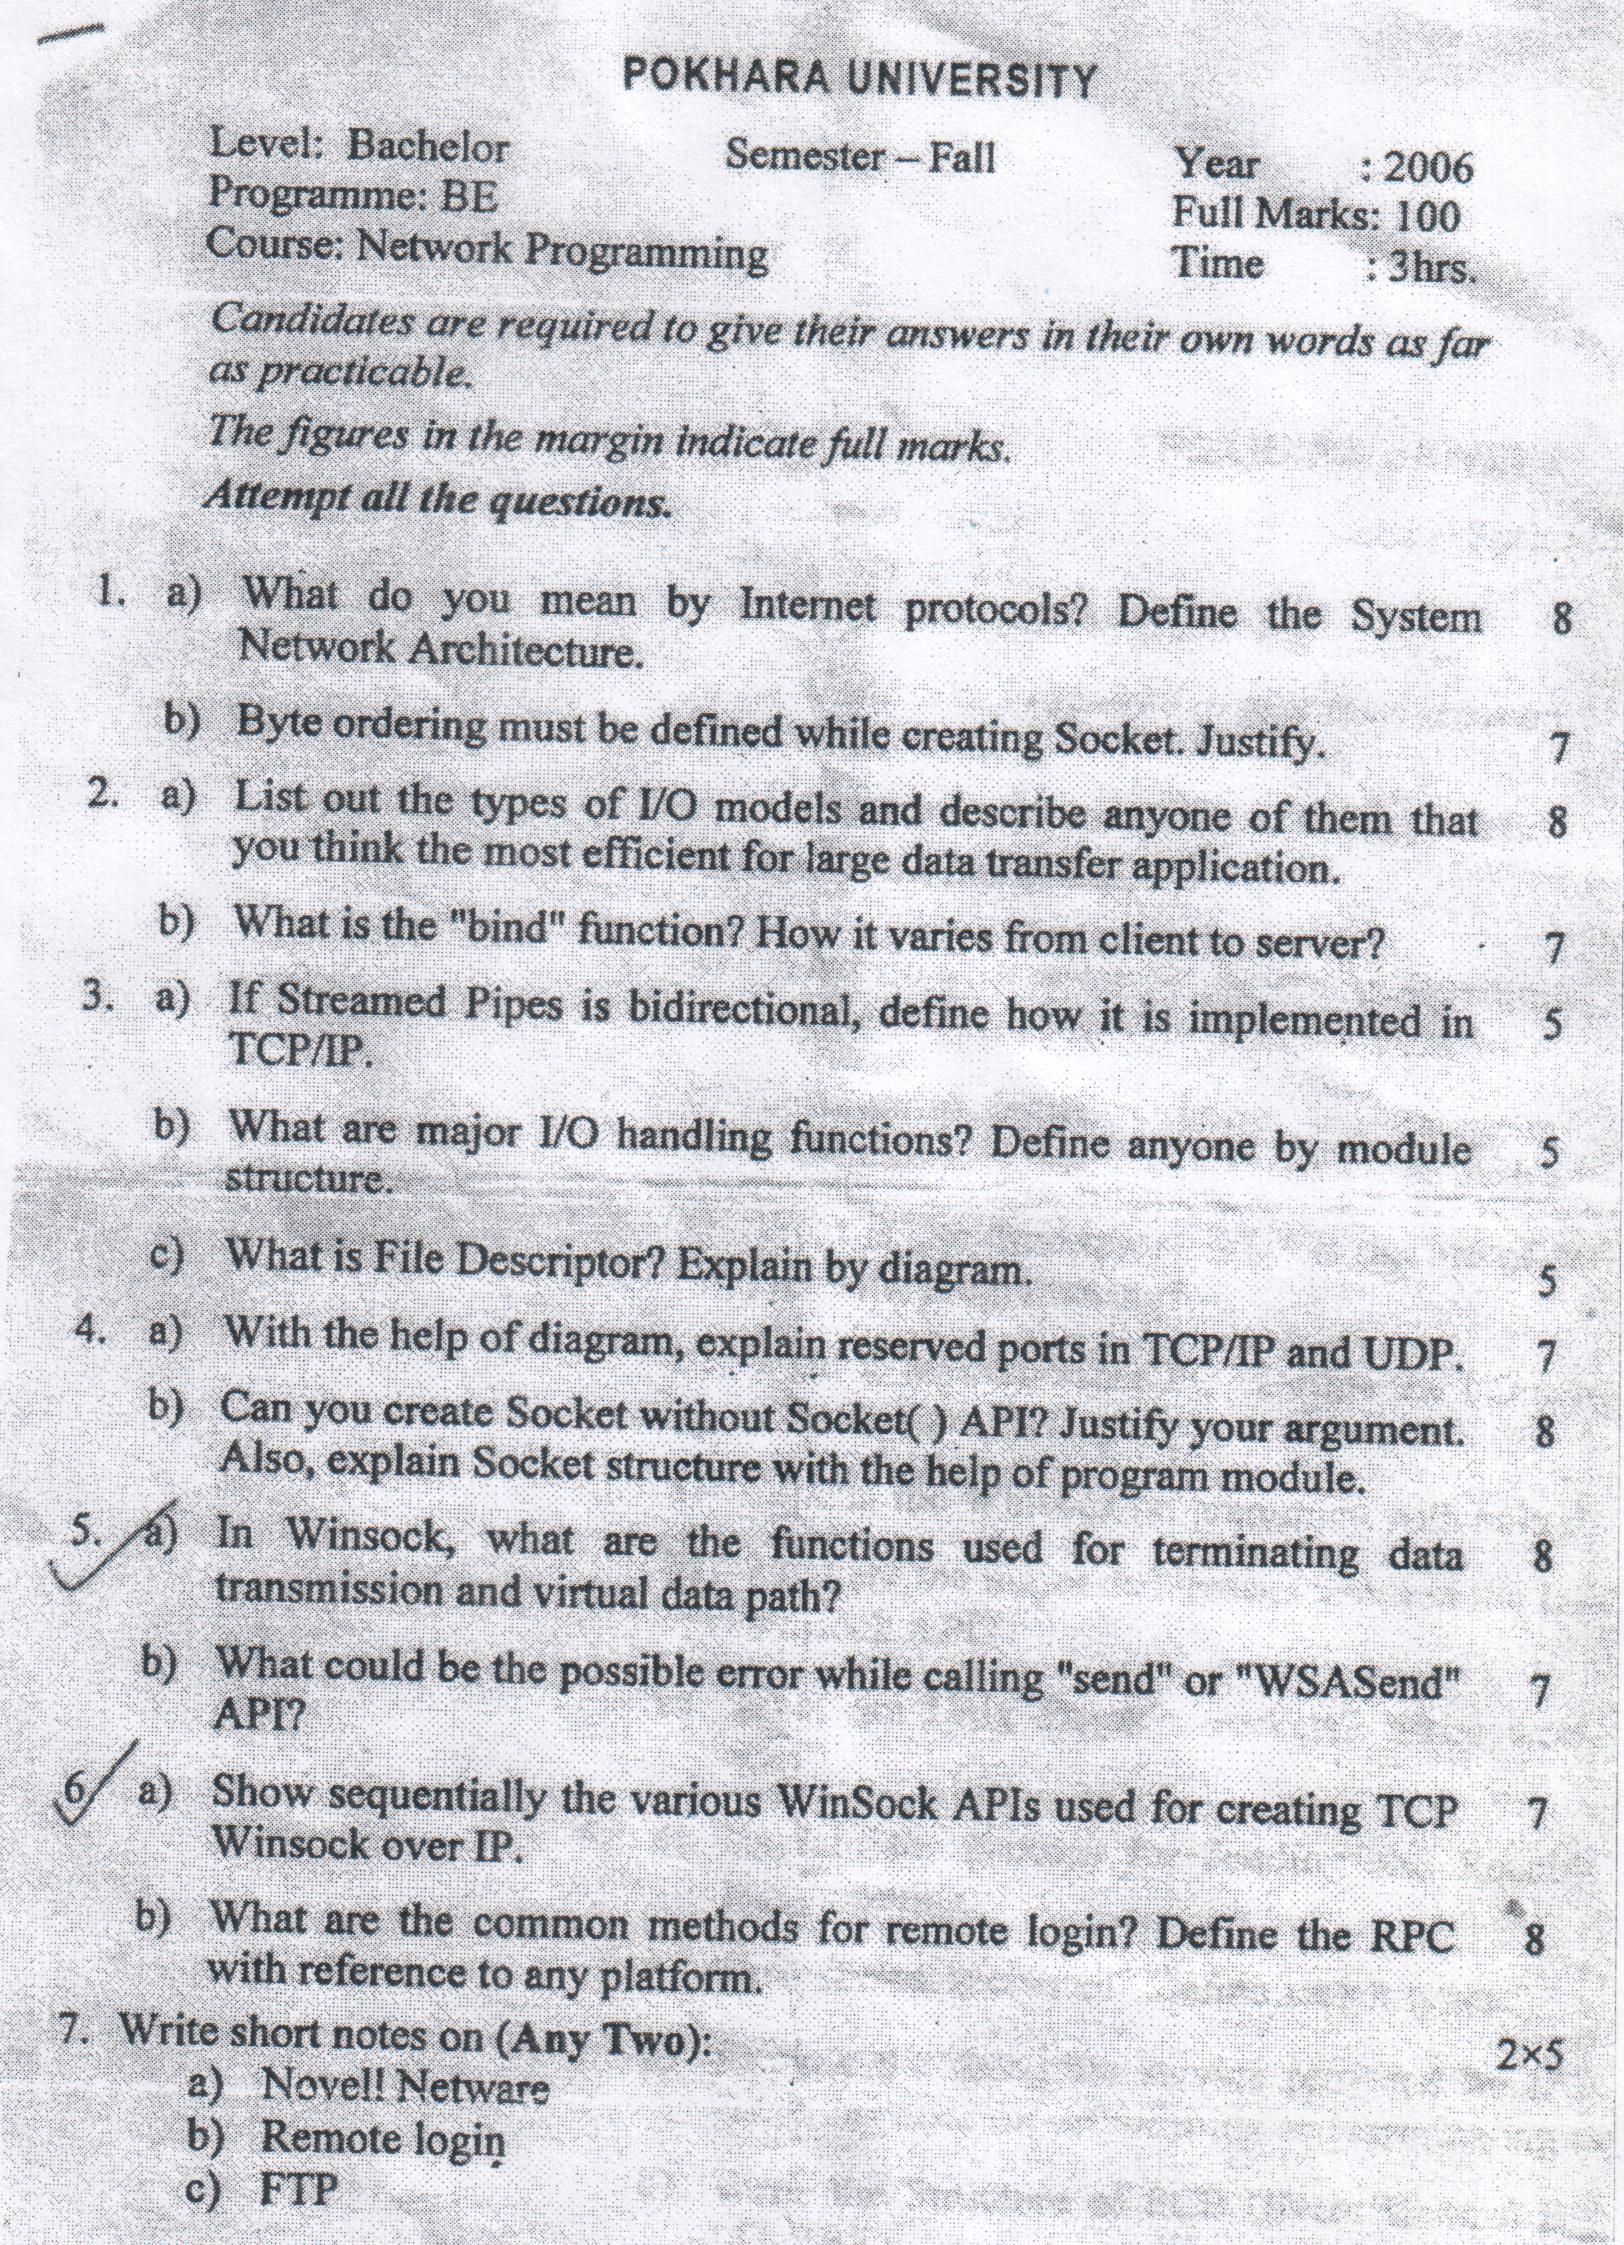 POKHARA UNIVERSITY
Level: Bachelor Semester – Fall Year : 2006
Programme: BE Full Marks: 100
Course: Network Programming Time : 3hrs.
Candidates are required to give their answers in their own words as far
as practicable.
The figures in the margin indicate full marks.
Attempt all the questions.
1. a) What do you mean by Internet protocols? Define the System 8
Network Architecture.
b) Byte ordering must be defined while creating Socket. Justify. 7
2. a) List out the types of I/O models and describe anyone of them that 8
you think the most efficient for large data transfer application.
b) What is the "bind" function? How it varies from client to server? 7
3. a) If Streamed Pipes is bidirectional, define how it is implemented in 5
TCP/IP.
b) What are major I/O handling functions? Define anyone by module 5
structure.
c) What is File Descriptor? Explain by diagram. 5
4. a) With the help of diagram, explain reserved ports in TCP/IP and UDP. 7
b) Can you create Socket without Socket( ) API? Justify your argument. 8
Also, explain Socket structure with the help of program module.
5. a) In Winsock, what are the functions used for terminating data 8
transmission and virtual data path?
b) What could be the possible error while calling "send" or "WSASend" 7
API?
6 a) Show sequentially the various WinSock APIs used for creating TCP 7
Winsock over IP.
b) What are the common methods for remote login? Define the RPC 8
with reference to any platform.
7. Write short notes on (Any Two): 2×5
a) Novell Netware
b) Remote login
c) FTP